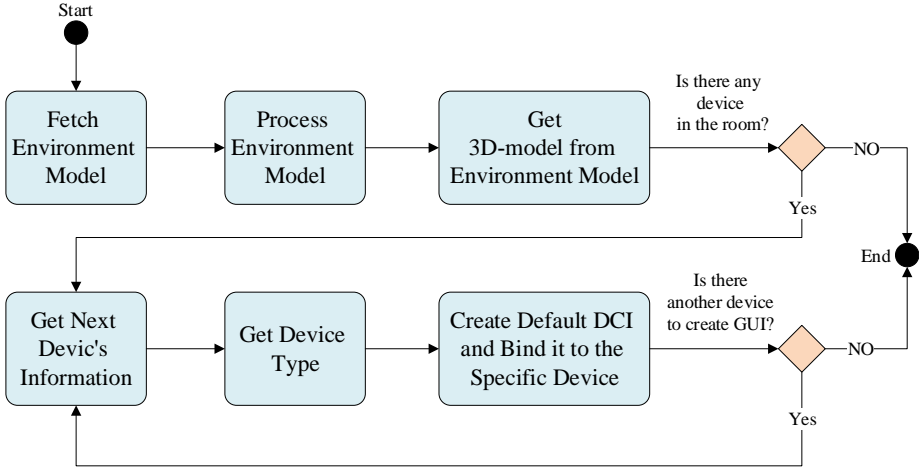 Start
Fetch
Environment
Model
Process
Environment
Model
Get
3D-model from
Environment Model
Is there any
device
in the room?
NO
Yes
End
Get Next
Devic's
Information
Get Device
Type
Create Default DCI
and Bind it to the
Specific Device
Is there
another device
to create GUI?
NO
Yes